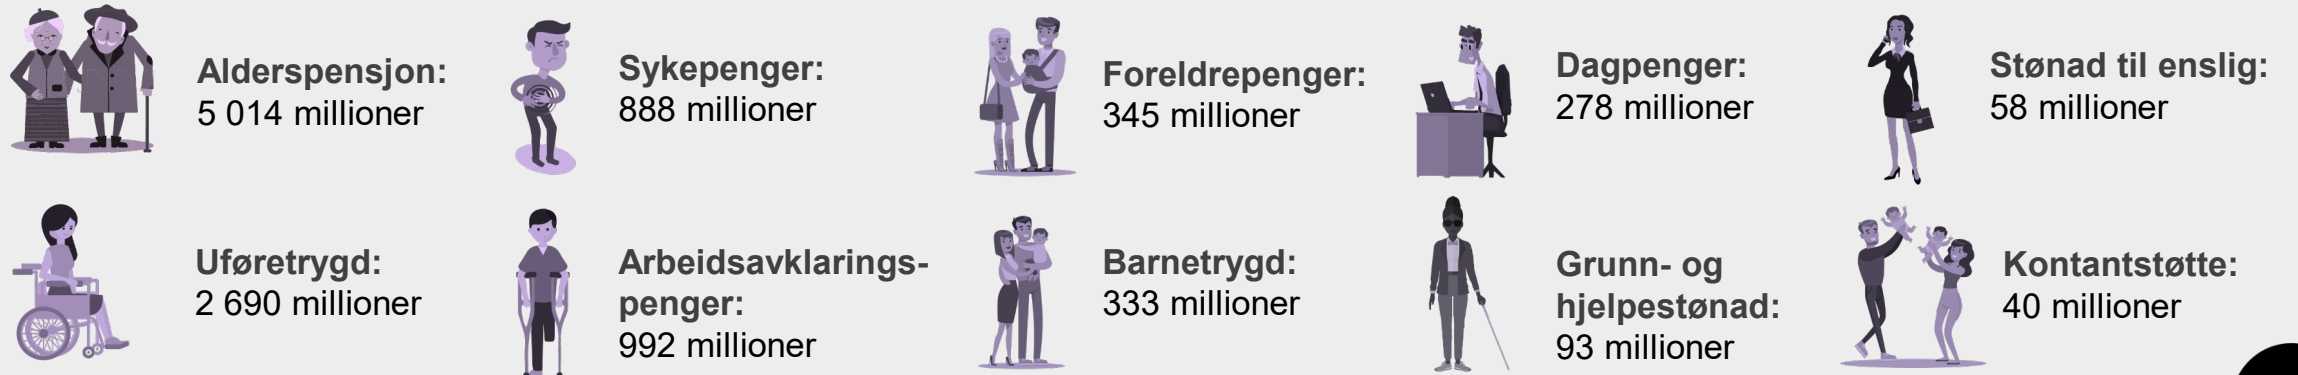 Alderspensjon:
5 014 millioner
Sykepenger:
888 millioner
Foreldrepenger:
345 millioner
Dagpenger:
278 millioner
Stønad til enslig:
58 millioner
Uføretrygd:
2 690 millioner
Arbeidsavklarings-
penger:
992 millioner
Barnetrygd:
333 millioner
Grunn- og
hjelpestønad:
93 millioner
Kontantstøtte:
40 millioner